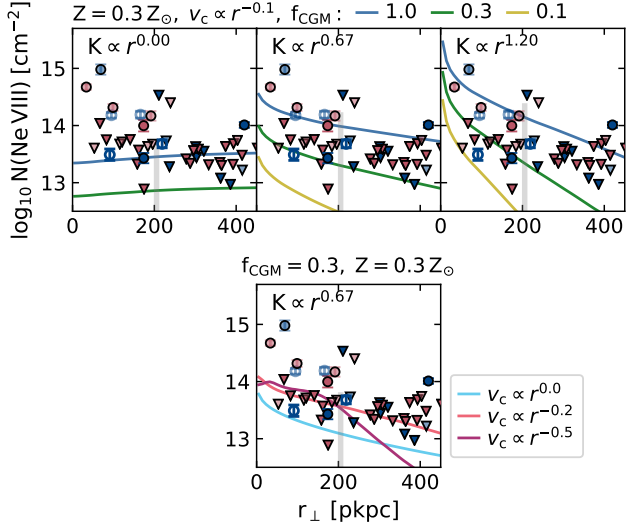 Z = 0.3 Z⊙, v_c ∝ r^−0.1, f_CGM : 1.0 0.3 0.1
K ∝ r^0.00 K ∝ r^0.67 K ∝ r^1.20
log₁₀ N(Ne VIII) [cm^−2]
15
14
13
0 200 400 0 200 400 0 200 400
f_CGM = 0.3, Z = 0.3 Z⊙
K ∝ r^0.67
15
14
13
0 200 400
r_⊥ [pkpc]
v_c ∝ r^0.0
v_c ∝ r^−0.2
v_c ∝ r^−0.5